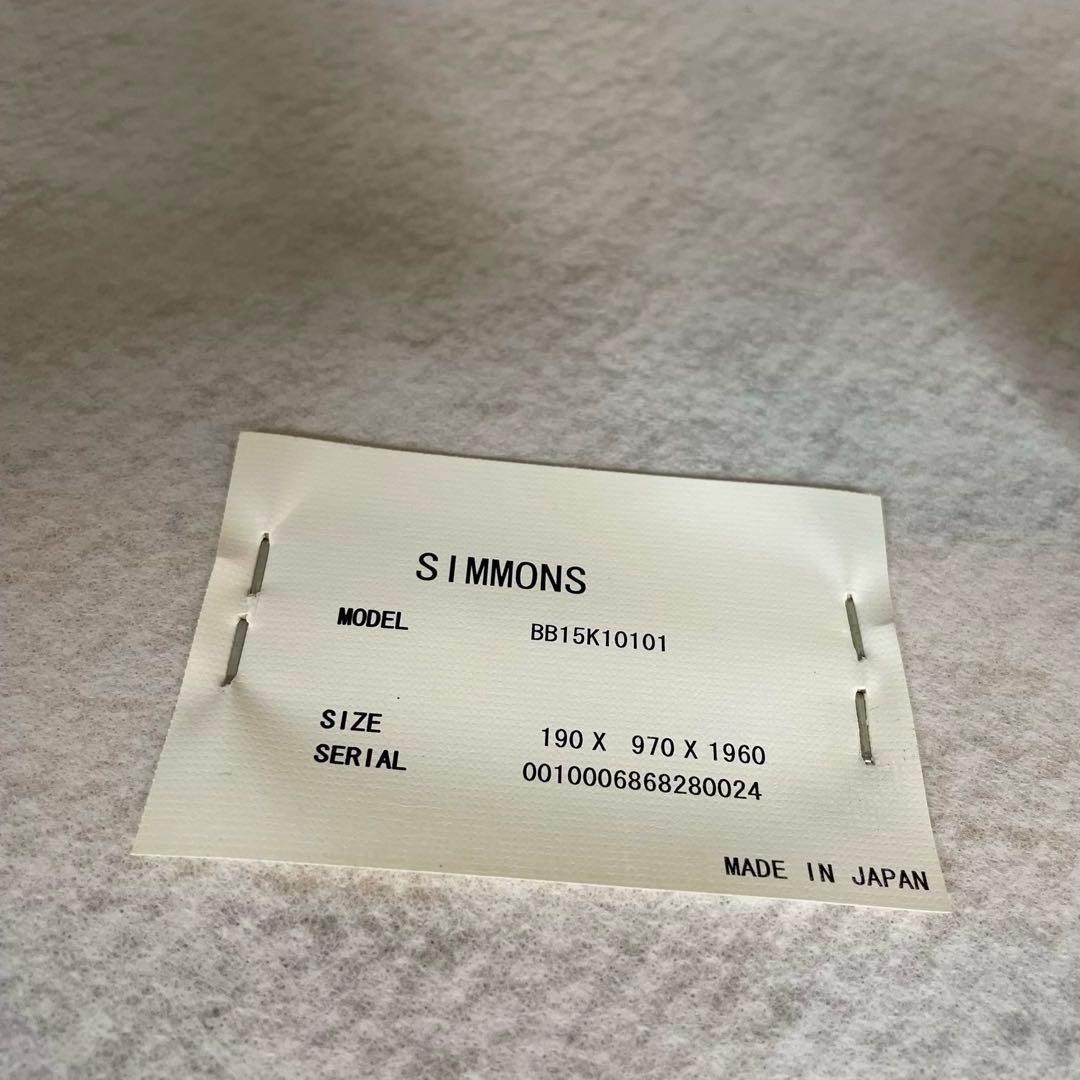 SIMMONS
MODEL BB15K10101
SIZE 190 X 970 X 1960
SERIAL 0010006868280024
MADE IN JAPAN